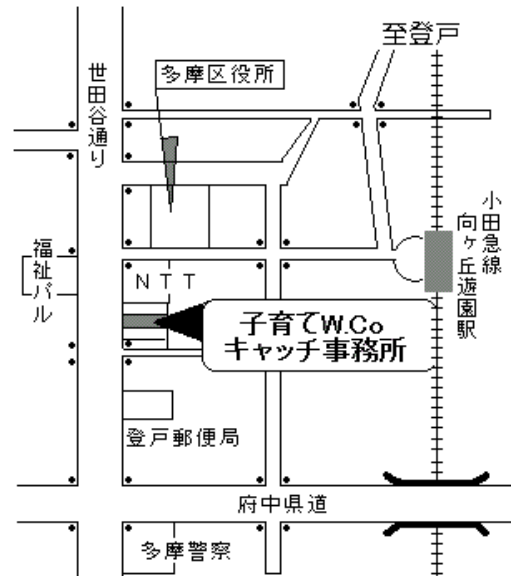 至登戸
世田谷通り
多摩区役所
小田急線
向ヶ丘遊園駅
福祉パル
NTT
子育てW.Co
キャッチ事務所
登戸郵便局
府中県道
多摩警察